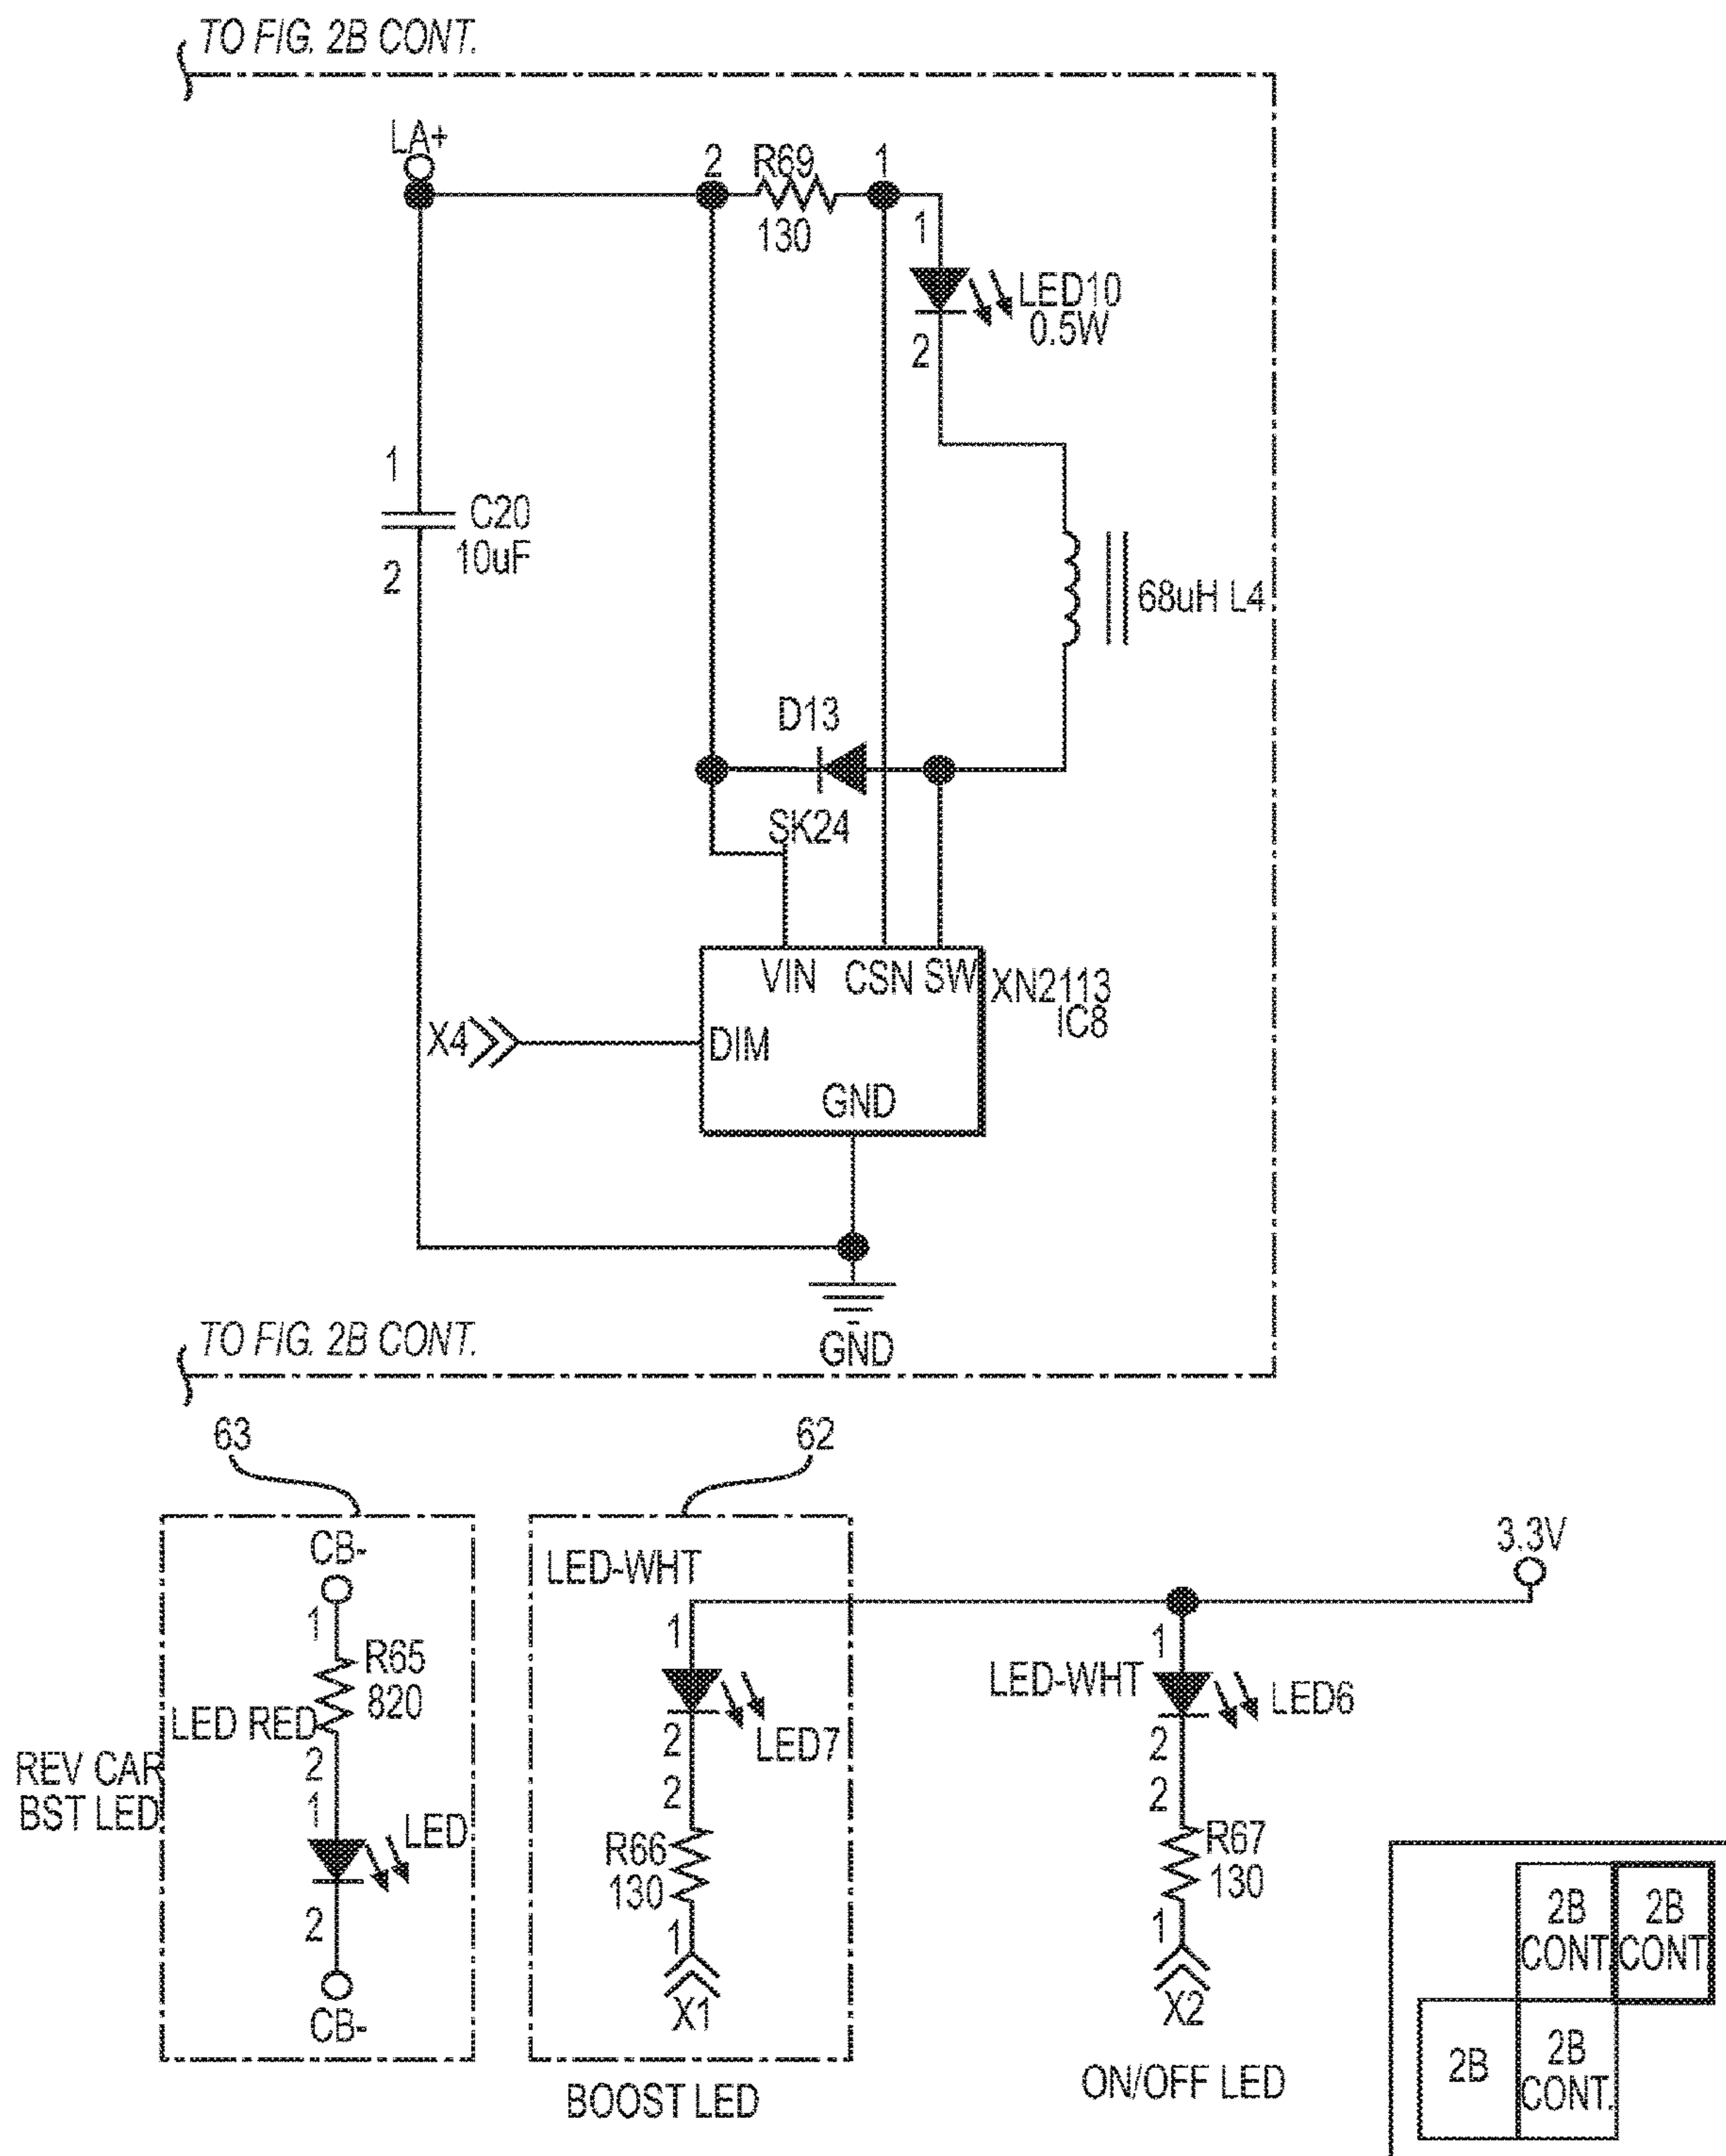 TO FIG. 2B CONT.
LA+
2 R69 1
130
1
LED10
0.5W
2
1
C20
10uF
2
68uH L4
D13
SK24
VIN CSN SW
XN2113
IC8
X4
DIM
GND
GND
TO FIG. 2B CONT.
63
62
CB-
1
R65
820
LED RED
2
REV CAR
BST LED
1
LED
2
CB-
LED-WHT
1
LED7
2
2
R66
130
1
X1
BOOST LED
3.3V
1
LED-WHT
LED6
2
2
R67
130
1
X2
ON/OFF LED
2B
CONT.
2B
CONT.
2B
2B
CONT.